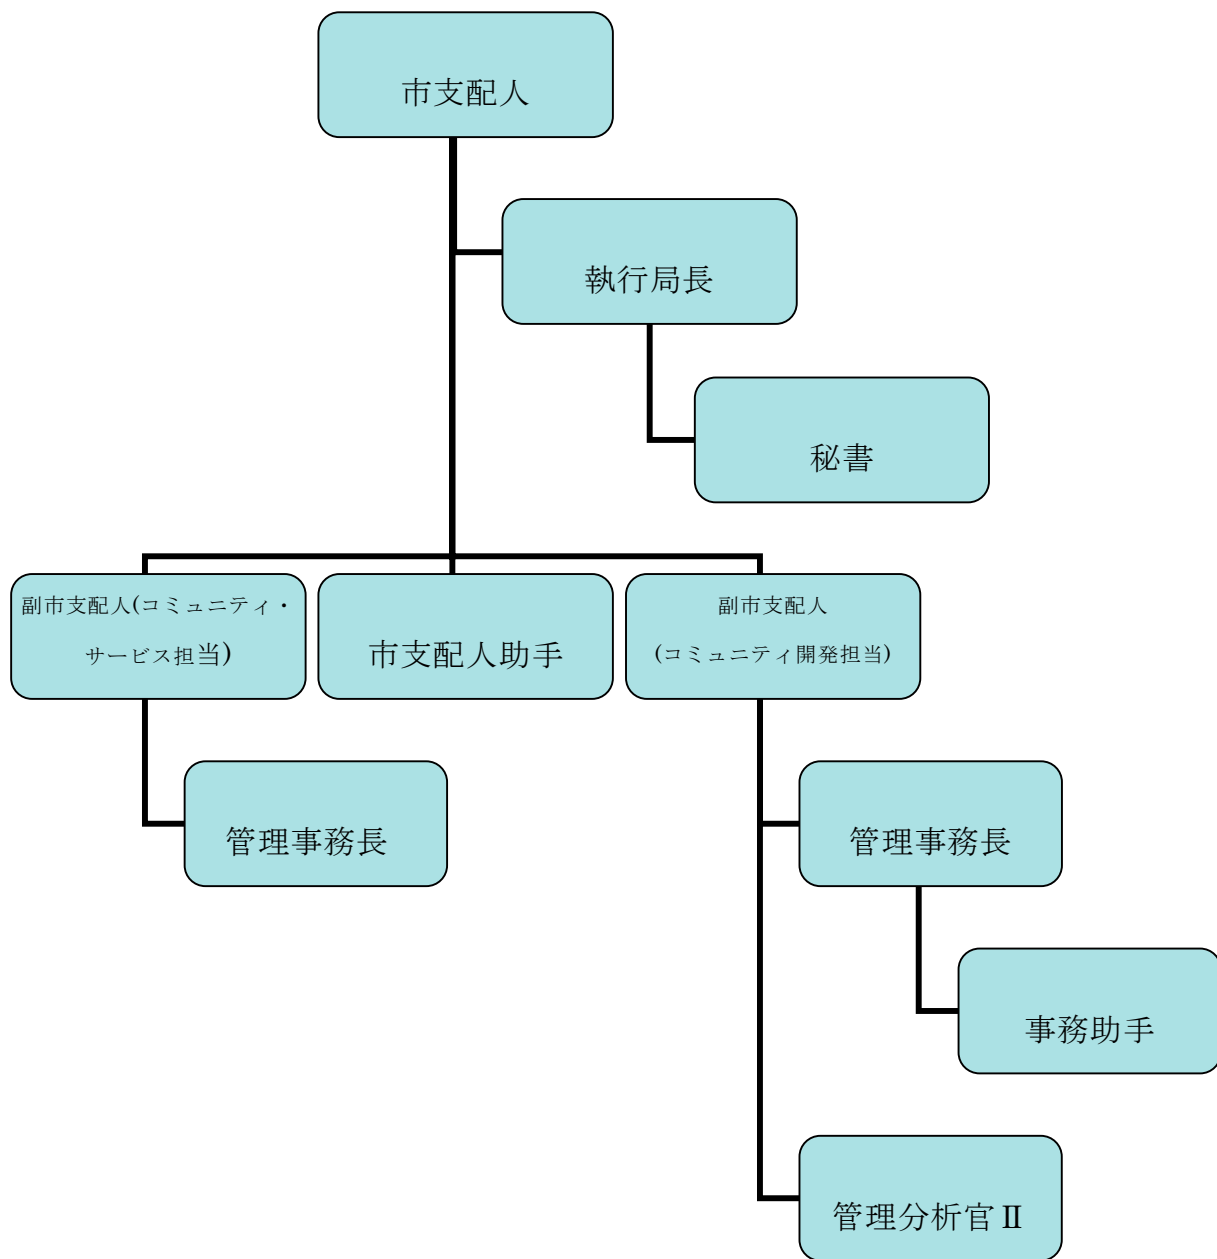 市支配人
執行局長
秘書
副市支配人(コミュニティ・
サービス担当)
市支配人助手
副市支配人
(コミュニティ開発担当)
管理事務長
管理事務長
事務助手
管理分析官Ⅱ